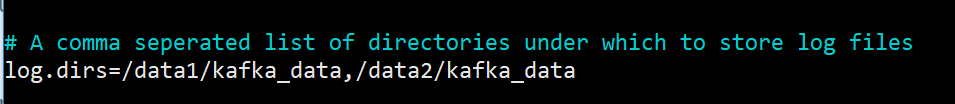 # A comma seperated list of directories under which to store log files
log.dirs=/data1/kafka_data,/data2/kafka_data